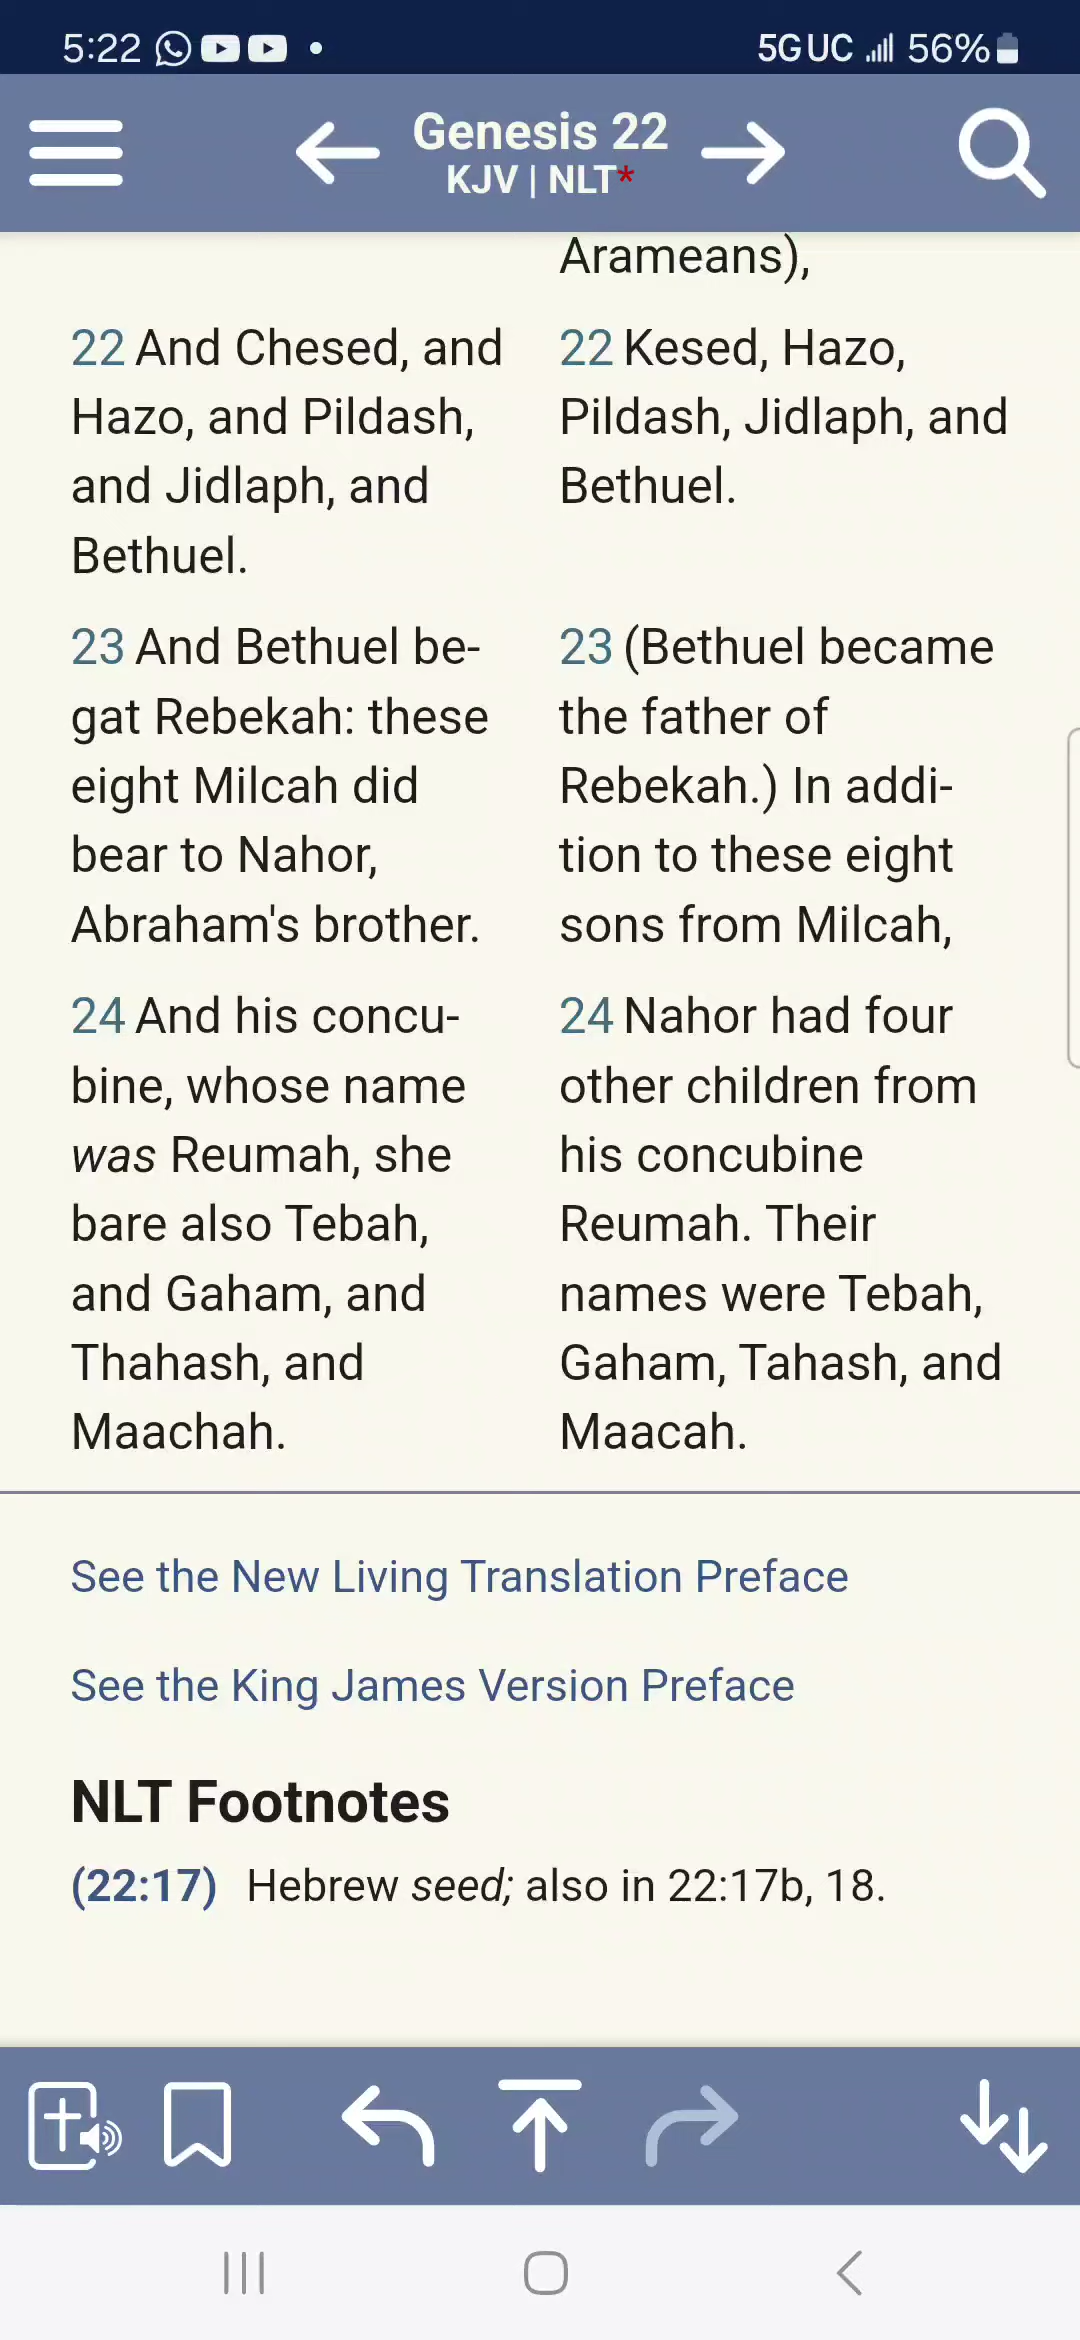 5:22
5G UC 56%
Genesis 22
KJV | NLT*
Arameans),
22 And Chesed, and
Hazo, and Pildash,
and Jidlaph, and
Bethuel.
22 Kesed, Hazo,
Pildash, Jidlaph, and
Bethuel.
23 And Bethuel be-
gat Rebekah: these
eight Milcah did
bear to Nahor,
Abraham's brother.
23 (Bethuel became
the father of
Rebekah.) In addi-
tion to these eight
sons from Milcah,
24 And his concu-
bine, whose name
was Reumah, she
bare also Tebah,
and Gaham, and
Thahash, and
Maachah.
24 Nahor had four
other children from
his concubine
Reumah. Their
names were Tebah,
Gaham, Tahash, and
Maacah.
See the New Living Translation Preface
See the King James Version Preface
NLT Footnotes
(22:17) Hebrew seed; also in 22:17b, 18.